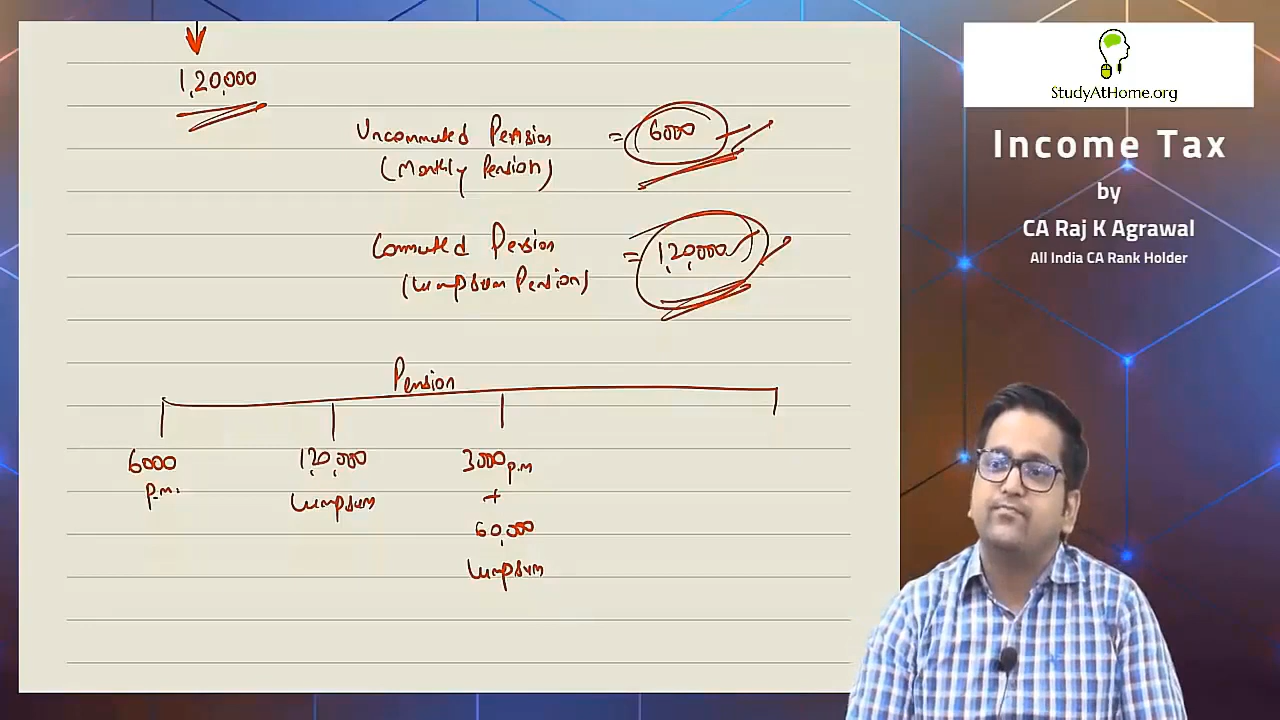 1,20,000
Uncommuted Pension = 6000
(Monthly Pension)
Commuted Pension = 1,20,000
(Lumpsum Pension)
Pension
6000 1,20,000 3000 p.m
p.m. Lumpsum +
60,000
Lumpsum
StudyAtHome.org
Income Tax
by
CA Raj K Agrawal
All India CA Rank Holder